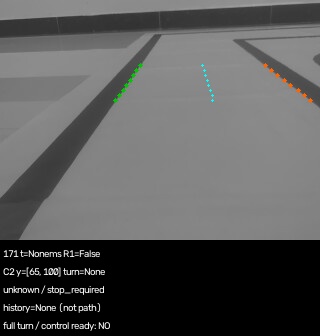 171 t=Nonems R1=False
C2 y=[65, 100] turn=None
unknown / stop_required
history=None (not path)
full turn / control ready: NO